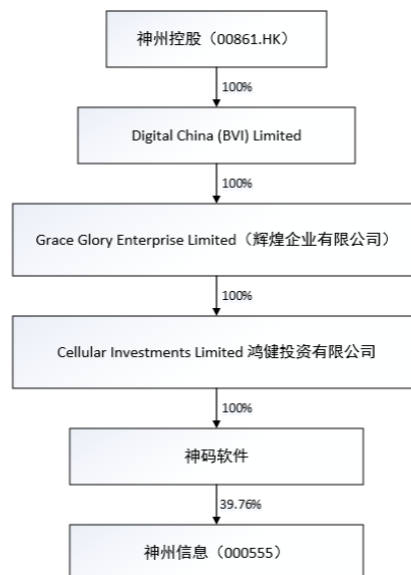 神州控股（00861.HK）
100%
Digital China (BVI) Limited
100%
Grace Glory Enterprise Limited（辉煌企业有限公司）
100%
Cellular Investments Limited 鸿健投资有限公司
100%
神码软件
39.76%
神州信息（000555）